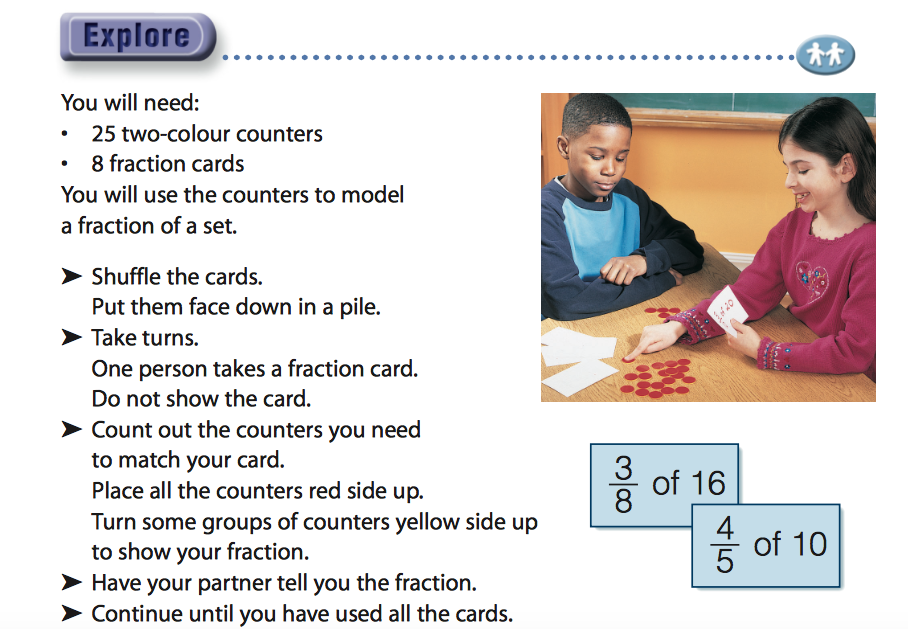 Explore
You will need:
• 25 two-colour counters
• 8 fraction cards
You will use the counters to model
a fraction of a set.
➤ Shuffle the cards.
Put them face down in a pile.
➤ Take turns.
One person takes a fraction card.
Do not show the card.
➤ Count out the counters you need
to match your card.
Place all the counters red side up.
Turn some groups of counters yellow side up
to show your fraction.
➤ Have your partner tell you the fraction.
➤ Continue until you have used all the cards.
3/8 of 16
4/5 of 10